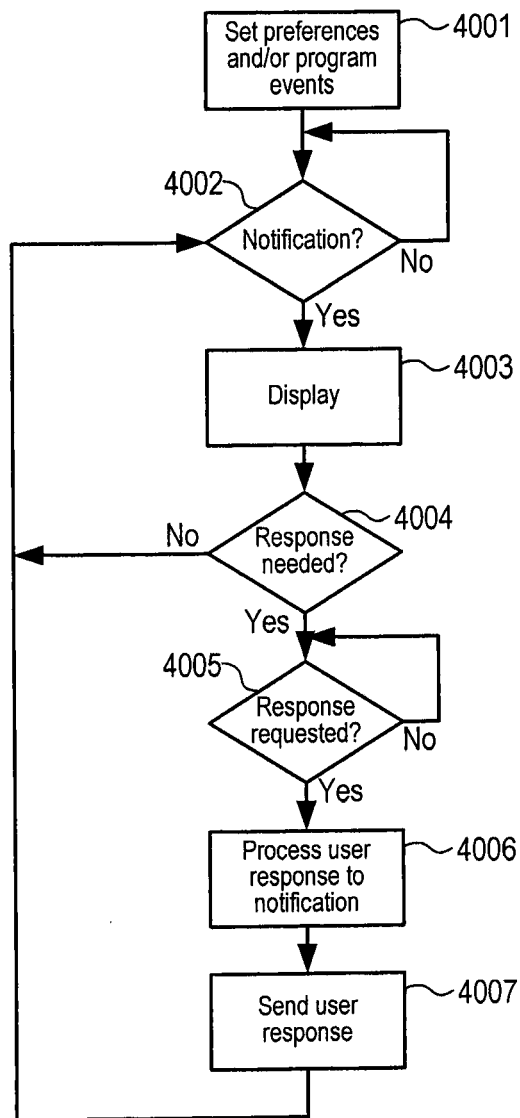 Set preferences
and/or program
events
4001
4002
Notification?
No
Yes
Display
4003
4004
Response
needed?
No
Yes
4005
Response
requested?
No
Yes
Process user
response to
notification
4006
Send user
response
4007